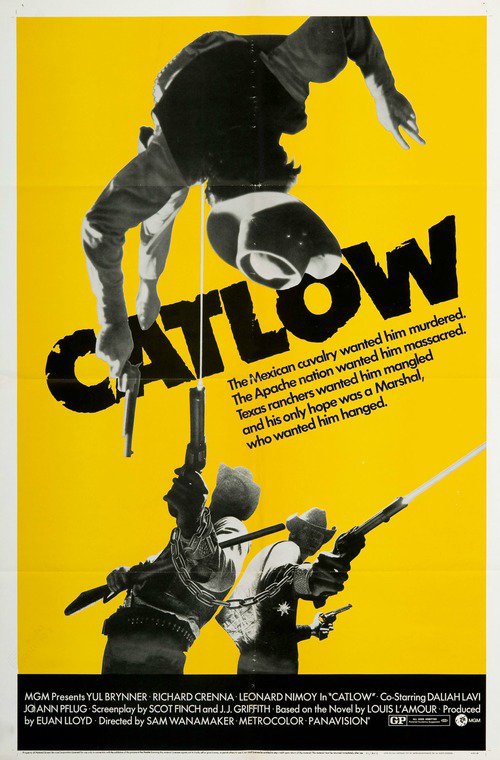 CATLOW
The Mexican cavalry wanted him murdered.
The Apache nation wanted him massacred.
Texas ranchers wanted him mangled
and his only hope was a Marshal,
who wanted him hanged.
MGM Presents YUL BRYNNER · RICHARD CRENNA · LEONARD NIMOY In "CATLOW" · Co-Starring DALIAH LAVI
JO ANN PFLUG · Screenplay by SCOT FINCH and J.J. GRIFFITH · Based on the Novel by LOUIS L'AMOUR · Produced
by EUAN LLOYD · Directed by SAM WANAMAKER · METROCOLOR · PANAVISION®
GP
MGM